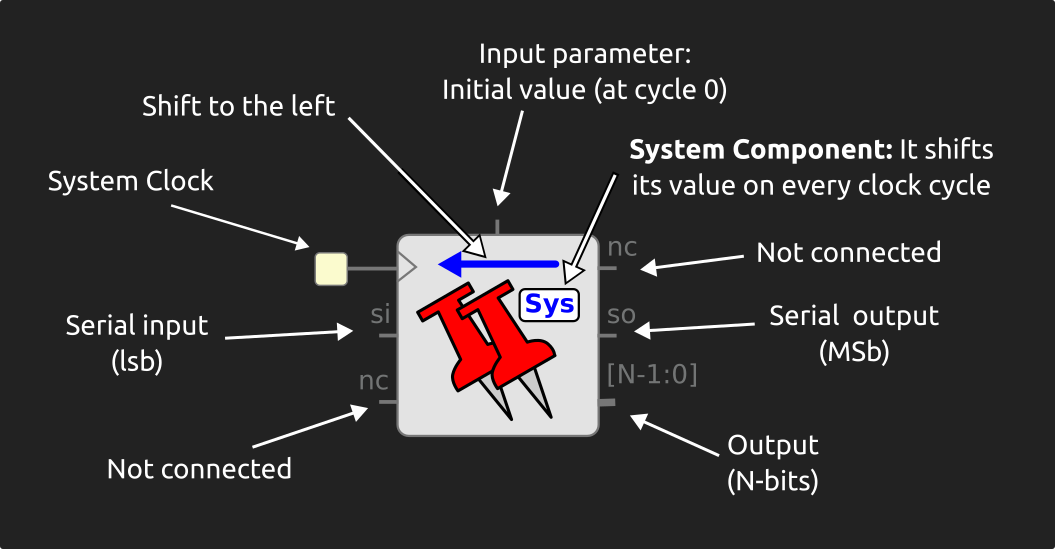 Input parameter:
Initial value (at cycle 0)
Shift to the left
System Component: It shifts
its value on every clock cycle
System Clock
nc
Not connected
Sys
si
so
Serial input
(lsb)
Serial output
(MSb)
nc
[N-1:0]
Not connected
Output
(N-bits)